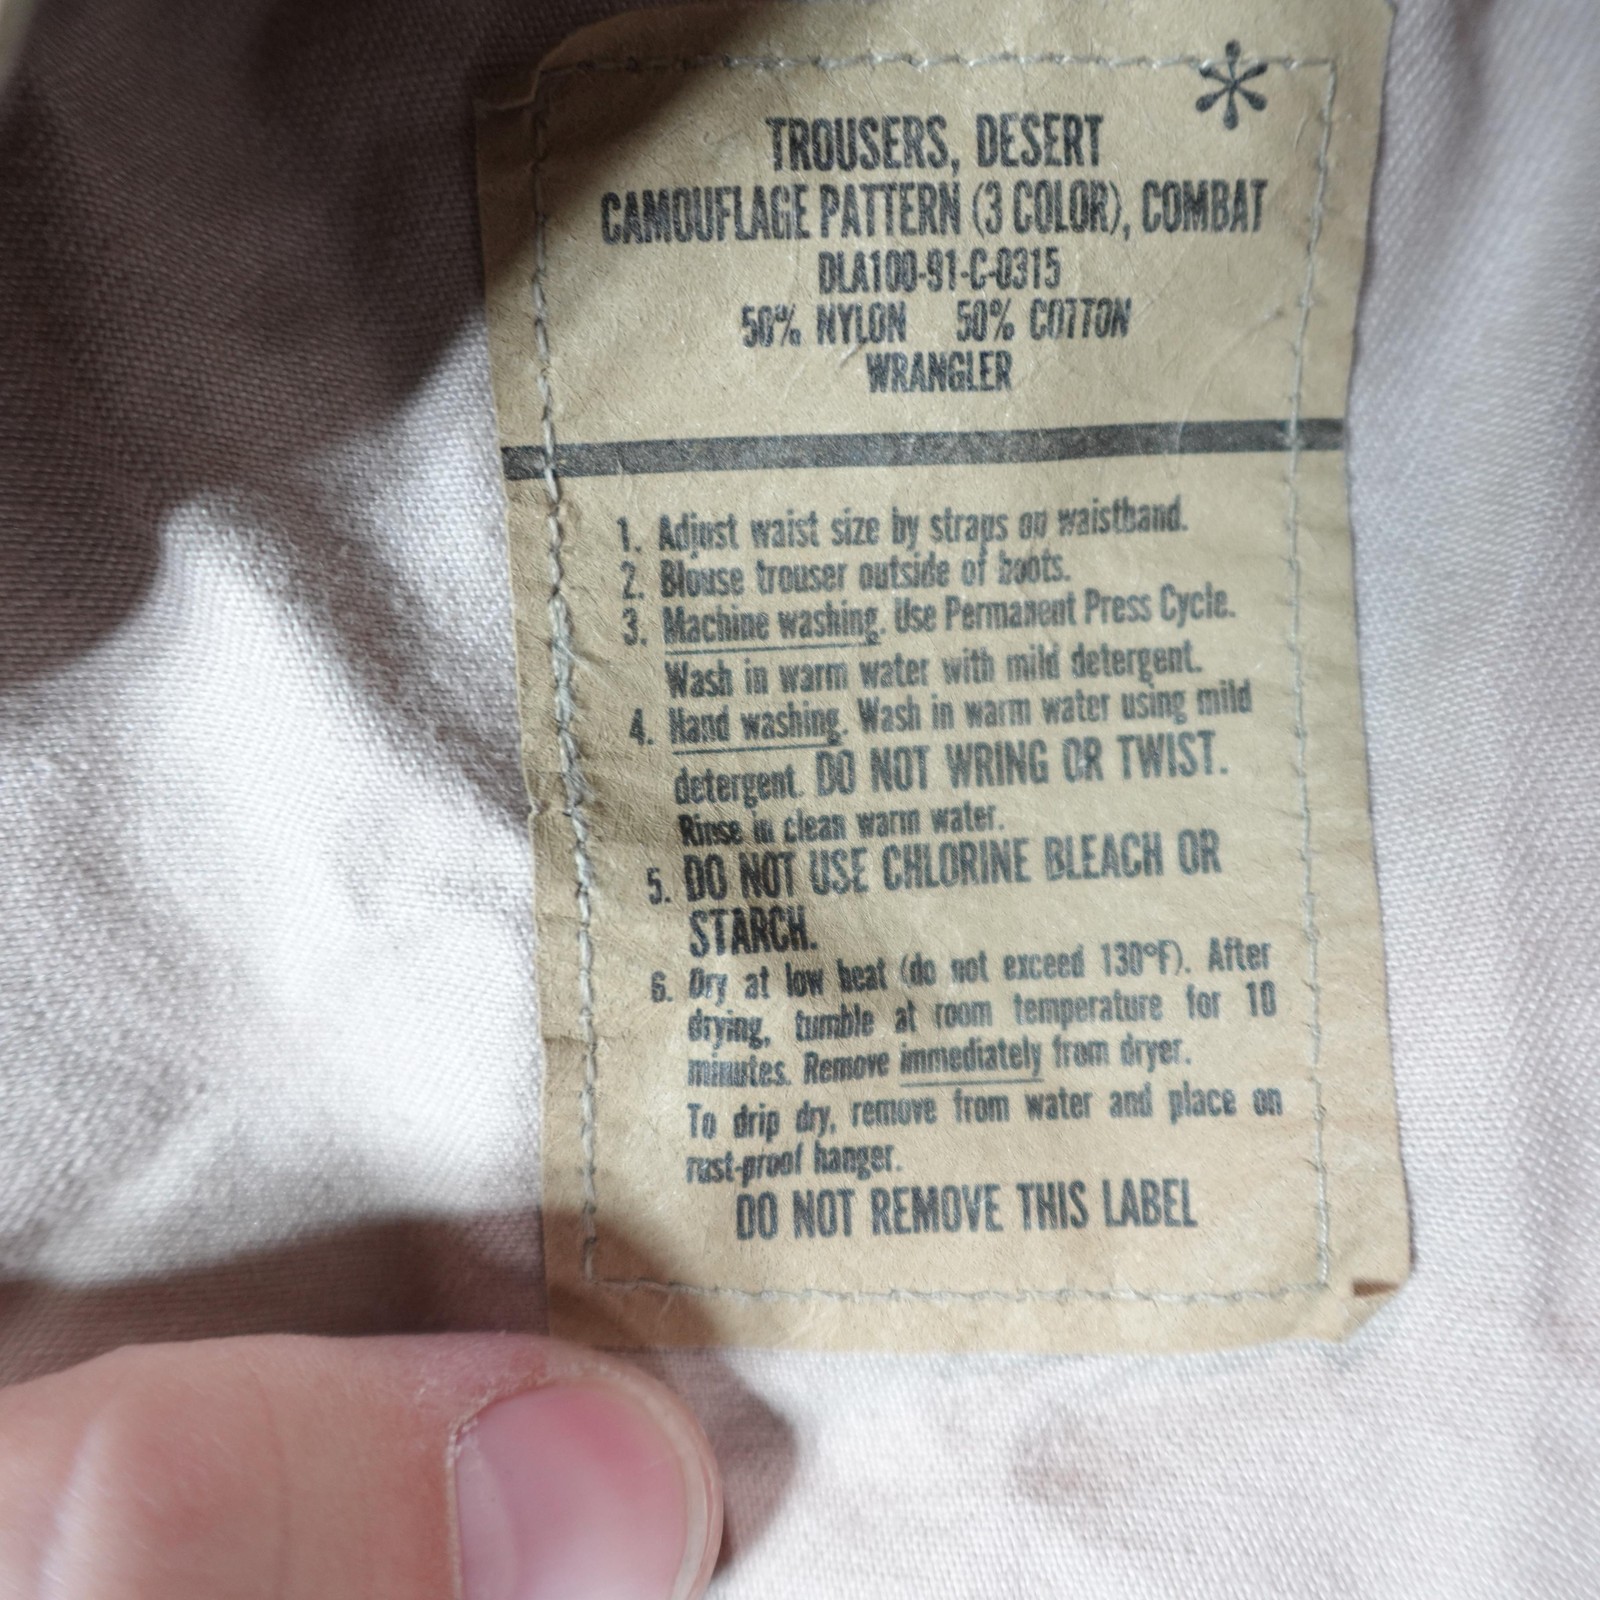 *
TROUSERS, DESERT
CAMOUFLAGE PATTERN (3 COLOR), COMBAT
DLA100-91-C-0315
50% NYLON 50% COTTON
WRANGLER
1. Adjust waist size by straps on waistband.
2. Blouse trouser outside of boots.
3. Machine washing. Use Permanent Press Cycle.
Wash in warm water with mild detergent.
4. Hand washing. Wash in warm water using mild
detergent. DO NOT WRING OR TWIST.
Rinse in clean warm water.
5. DO NOT USE CHLORINE BLEACH OR
STARCH.
6. Dry at low heat (do not exceed 130°F). After
drying, tumble at room temperature for 10
minutes. Remove immediately from dryer.
To drip dry, remove from water and place on
rust-proof hanger.
DO NOT REMOVE THIS LABEL